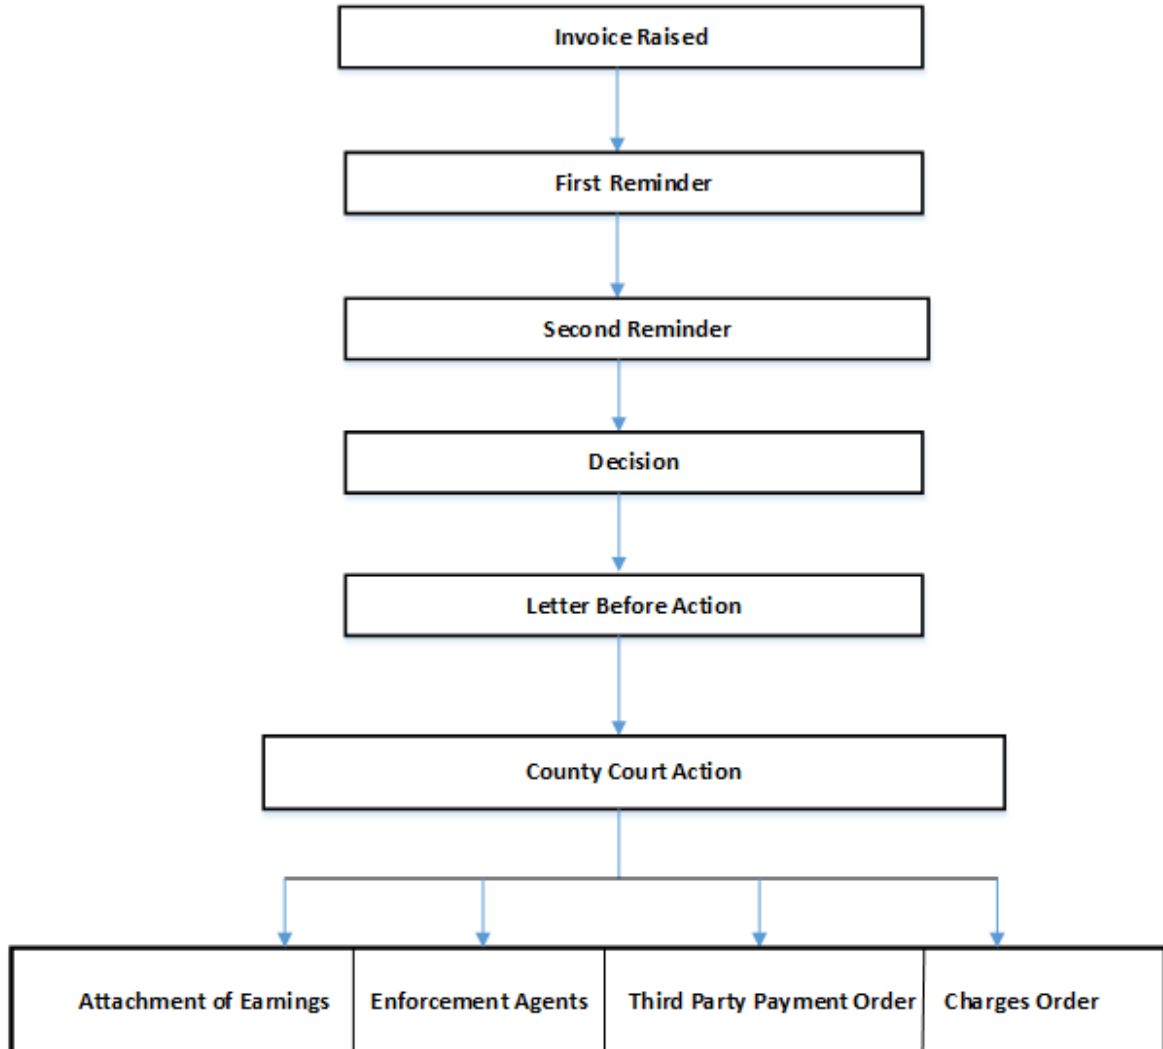 Invoice Raised
First Reminder
Second Reminder
Decision
Letter Before Action
County Court Action
Attachment of Earnings
Enforcement Agents
Third Party Payment Order
Charges Order